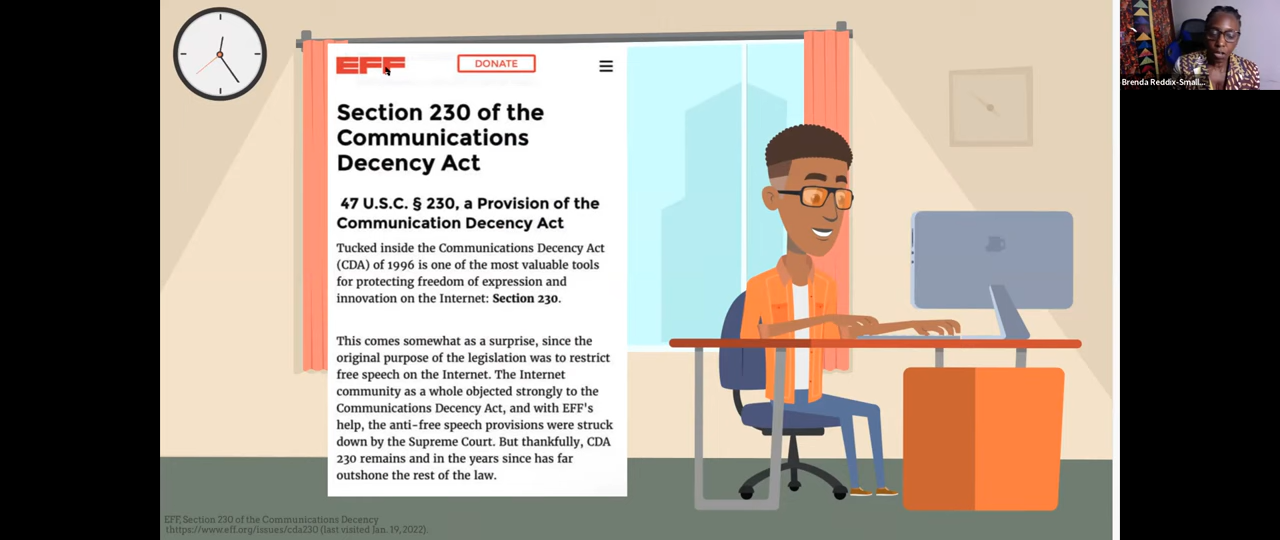 EFF
DONATE
Section 230 of the
Communications
Decency Act
47 U.S.C. § 230, a Provision of the
Communication Decency Act
Tucked inside the Communications Decency Act
(CDA) of 1996 is one of the most valuable tools
for protecting freedom of expression and
innovation on the Internet: Section 230.
This comes somewhat as a surprise, since the
original purpose of the legislation was to restrict
free speech on the Internet. The Internet
community as a whole objected strongly to the
Communications Decency Act, and with EFF's
help, the anti-free speech provisions were struck
down by the Supreme Court. But thankfully, CDA
230 remains and in the years since has far
outshone the rest of the law.
EFF, Section 230 of the Communications Decency
thttps://www.eff.org/issues/cda230 (last visited Jan. 19, 2022).
Brenda Reddix-Small...